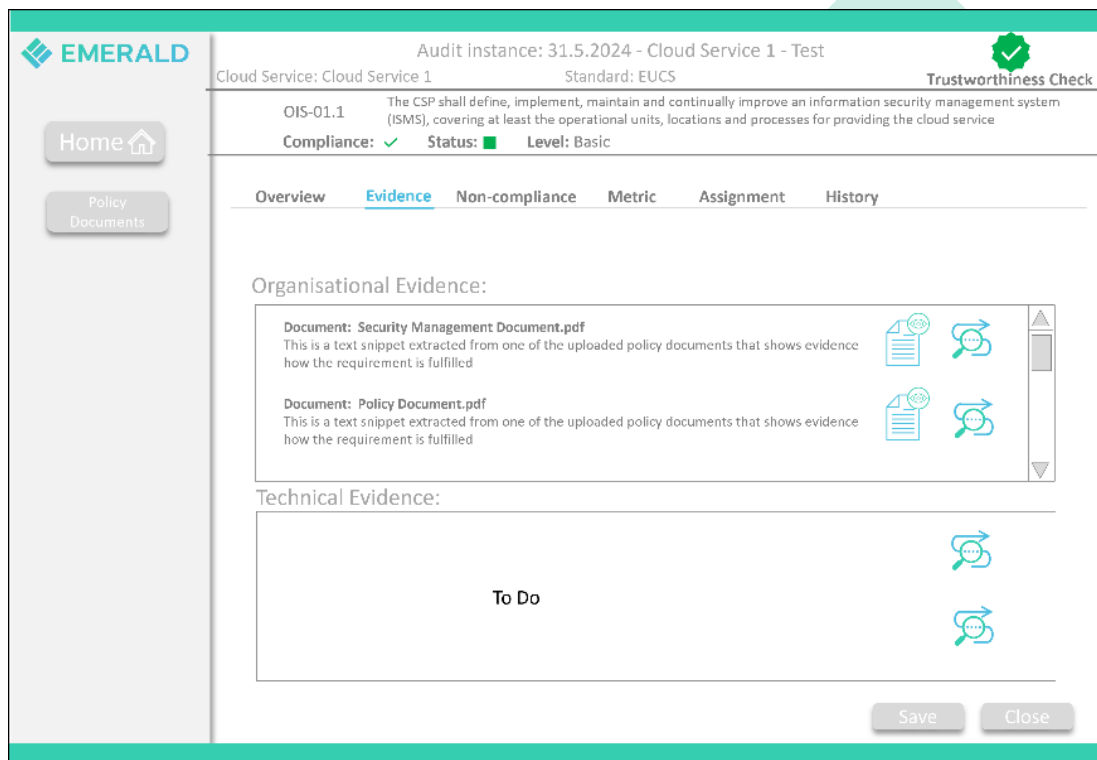 EMERALD
Audit instance: 31.5.2024 - Cloud Service 1 - Test
Cloud Service: Cloud Service 1
Standard: EUCS
Trustworthiness Check
OIS-01.1
The CSP shall define, implement, maintain and continually improve an information security management system
(ISMS), covering at least the operational units, locations and processes for providing the cloud service
Compliance:
Status:
Level: Basic
Home
Policy
Documents
Overview
Evidence
Non-compliance
Metric
Assignment
History
Organisational Evidence:
Document: Security Management Document.pdf
This is a text snippet extracted from one of the uploaded policy documents that shows evidence
how the requirement is fulfilled
Document: Policy Document.pdf
This is a text snippet extracted from one of the uploaded policy documents that shows evidence
how the requirement is fulfilled
Technical Evidence:
To Do
Save
Close